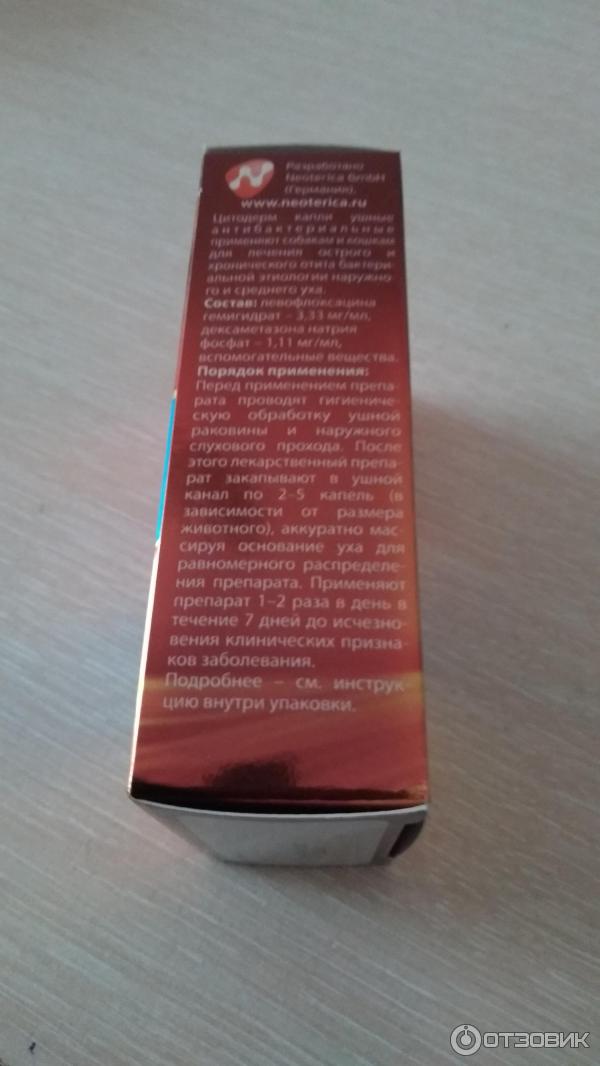 Разработано
Neoterica GmbH
(Германия).
www.neoterica.ru
Цитодерм капли ушные
антибактериальные
применяют собакам и кошкам
для лечения острого и
хронического отита бактери-
альной этиологии наружно-
го и среднего уха.
Состав: левофлоксацина
гемигидрат – 3,33 мг/мл,
дексаметазона натрия
фосфат – 1,11 мг/мл,
вспомогательные вещества.
Порядок применения:
Перед применением препа-
рата проводят гигиениче-
скую обработку ушной
раковины и наружного
слухового прохода. После
этого лекарственный препа-
рат закапывают в ушной
канал по 2–5 капель (в
зависимости от размера
животного), аккуратно мас-
сируя основание уха для
равномерного распределе-
ния препарата. Применяют
препарат 1–2 раза в день в
течение 7 дней до исчезно-
вения клинических призна-
ков заболевания.
Подробнее – см. инструк-
цию внутри упаковки.
ОТЗОВИК